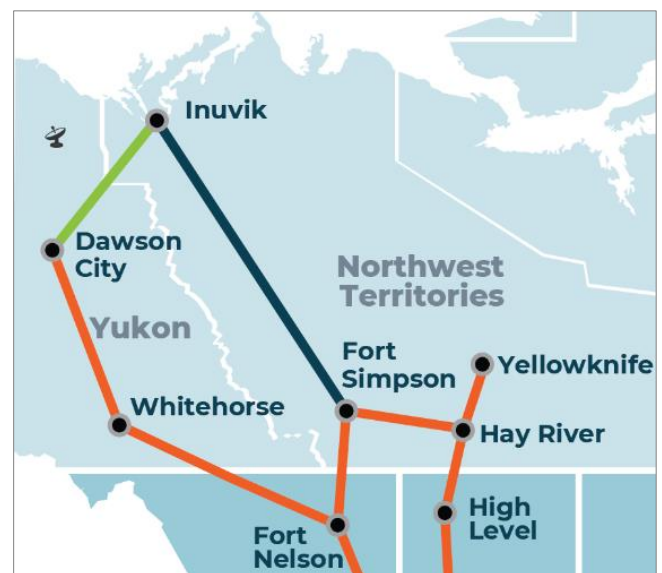 Inuvik
Dawson
City
Northwest
Territories
Yukon
Fort
Simpson
Yellowknife
Whitehorse
Hay River
High
Level
Fort
Nelson